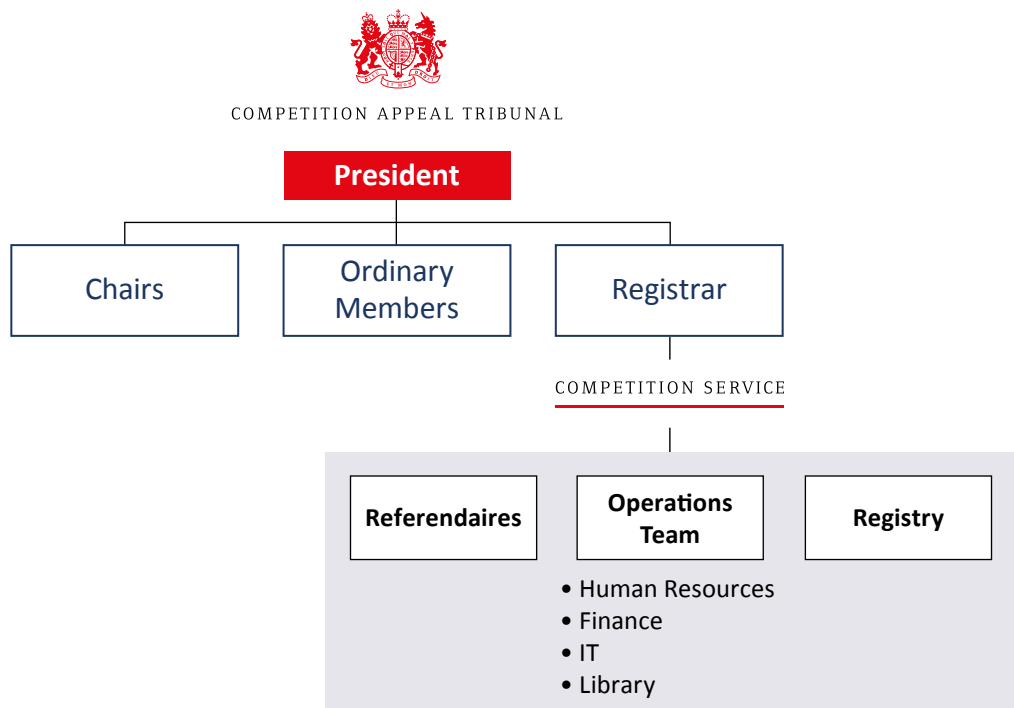 COMPETITION APPEAL TRIBUNAL
President
Chairs
Ordinary
Members
Registrar
COMPETITION SERVICE
Referendaires
Operations
Team
Registry
• Human Resources
• Finance
• IT
• Library